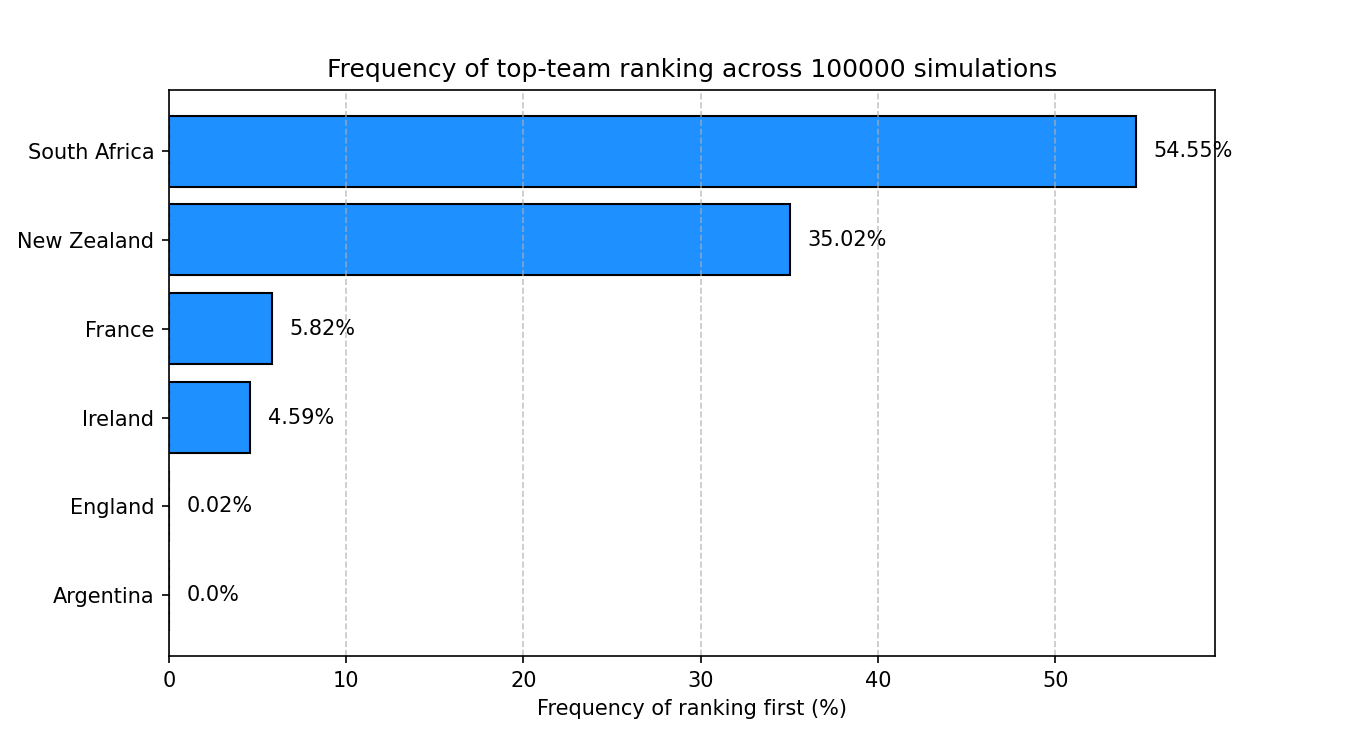 Frequency of top-team ranking across 100000 simulations
South Africa 54.55%
New Zealand 35.02%
France 5.82%
Ireland 4.59%
England 0.02%
Argentina 0.0%
0 10 20 30 40 50
Frequency of ranking first (%)